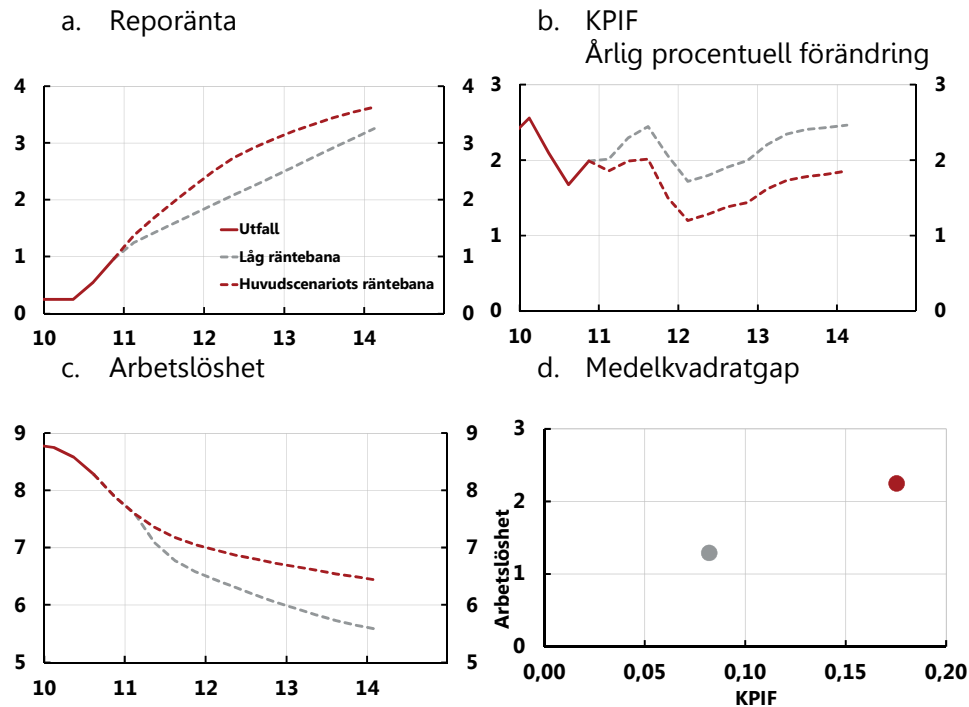 a. Reporänta
4 4
3 3
2 2
1 1
0 0
10 11 12 13 14
Utfall
Låg räntebana
Huvudscenariots räntebana
b. KPIF
Årlig procentuell förändring
3 3
2 2
1 1
0 0
10 11 12 13 14
c. Arbetslöshet
9 9
8 8
7 7
6 6
5 5
10 11 12 13 14
d. Medelkvadratgap
Arbetslöshet
3
2
1
0
0,00 0,05 0,10 0,15 0,20
KPIF